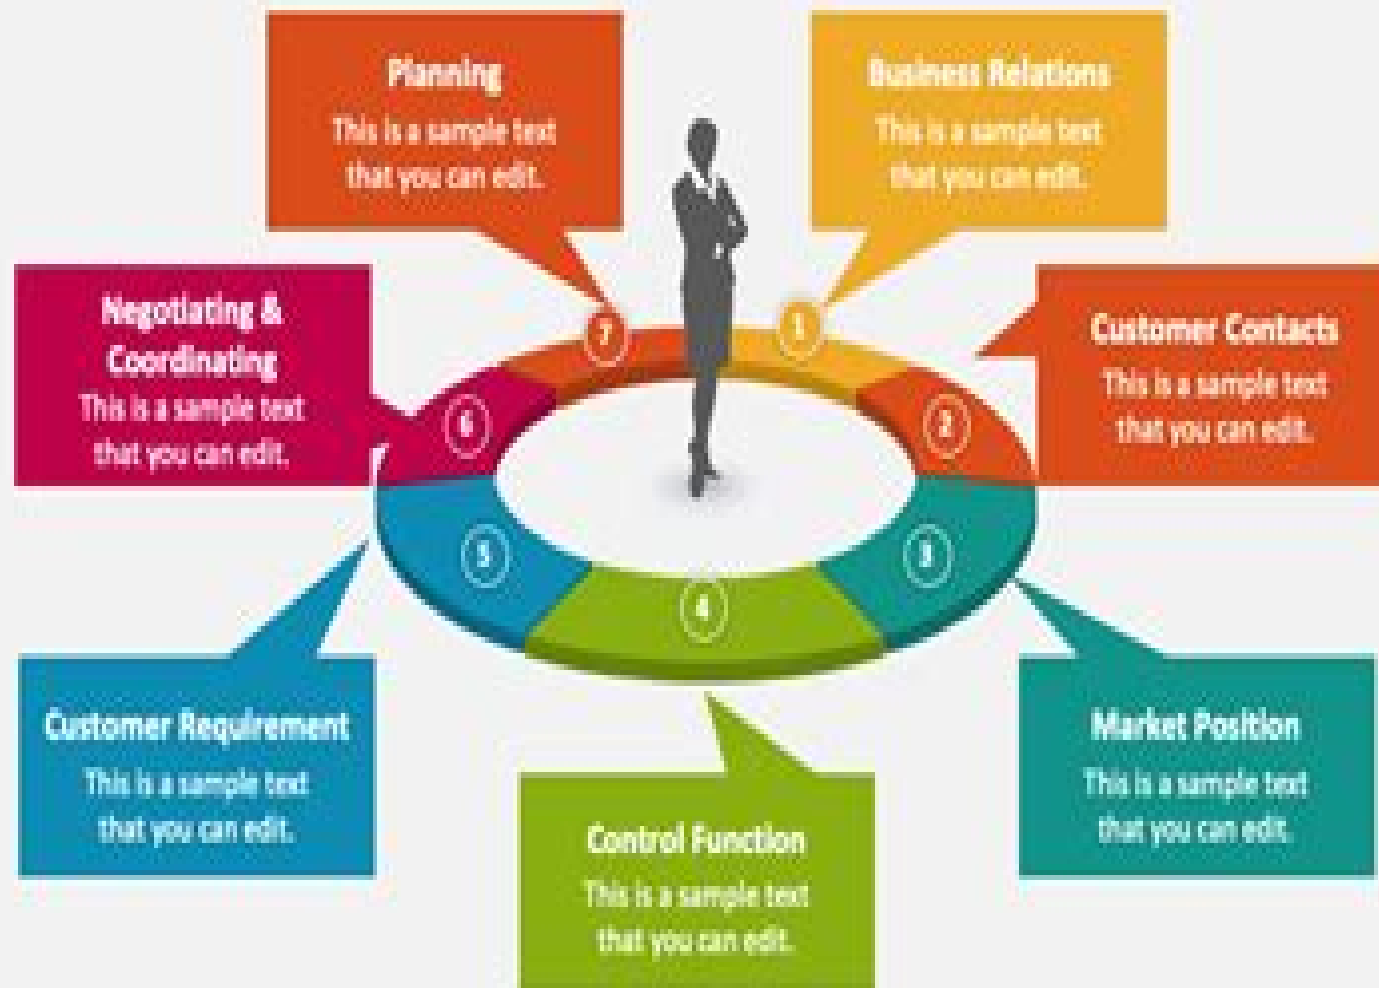 Planning
This is a sample text
that you can edit.
Business Relations
This is a sample text
that you can edit.
Negotiating &
Coordinating
This is a sample text
that you can edit.
Customer Contacts
This is a sample text
that you can edit.
7
1
6
2
5
3
4
Customer Requirement
This is a sample text
that you can edit.
Market Position
This is a sample text
that you can edit.
Control Function
This is a sample text
that you can edit.